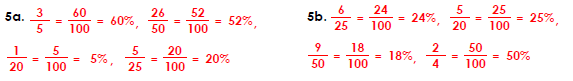 5a. 3/5 = 60/100 = 60%, 26/50 = 52/100 = 52%,
1/20 = 5/100 = 5%, 5/25 = 20/100 = 20%
5b. 6/25 = 24/100 = 24%, 5/20 = 25/100 = 25%,
9/50 = 18/100 = 18%, 2/4 = 50/100 = 50%